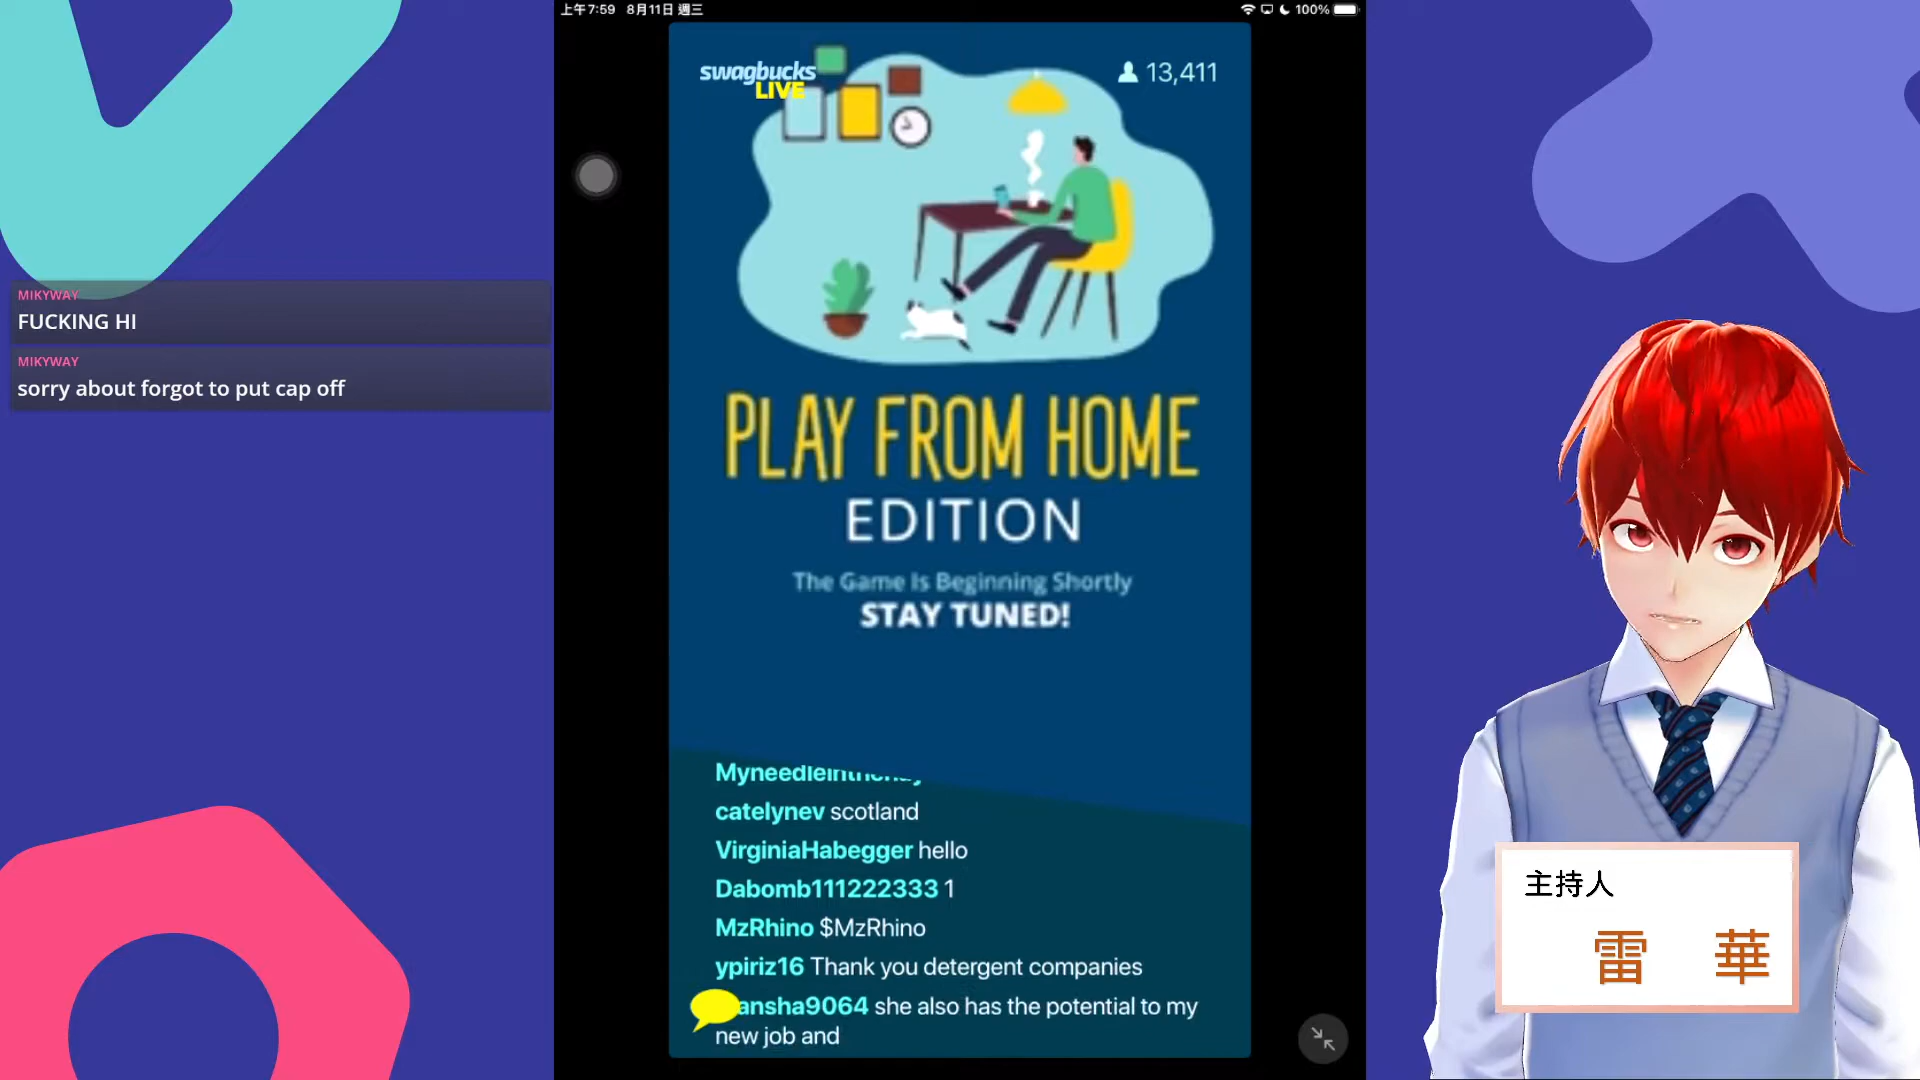 上午7:59 8月11日 週三
100%
swagbucks
LIVE
13,411
MIKYWAY
FUCKING HI
MIKYWAY
sorry about forgot to put cap off
PLAY FROM HOME
EDITION
The Game Is Beginning Shortly
STAY TUNED!
catelynev scotland
VirginiaHabegger hello
Dabomb111222333 1
MzRhino $MzRhino
ypiriz16 Thank you detergent companies
ansha9064 she also has the potential to my
new job and
主持人
雷 華